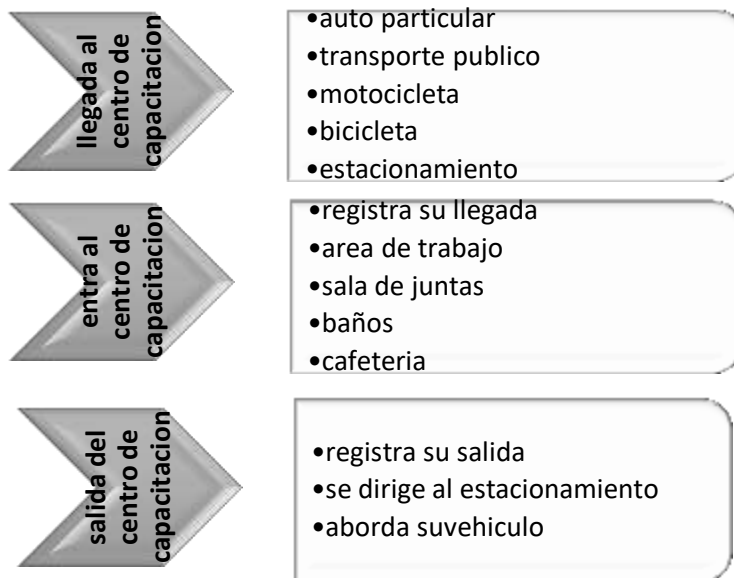 llegada al
centro de
capacitacion
•auto particular
•transporte publico
•motocicleta
•bicicleta
•estacionamiento
entra al
centro de
capacitacion
•registra su llegada
•area de trabajo
•sala de juntas
•baños
•cafeteria
salida del
centro de
capacitacion
•registra su salida
•se dirige al estacionamiento
•aborda suvehiculo